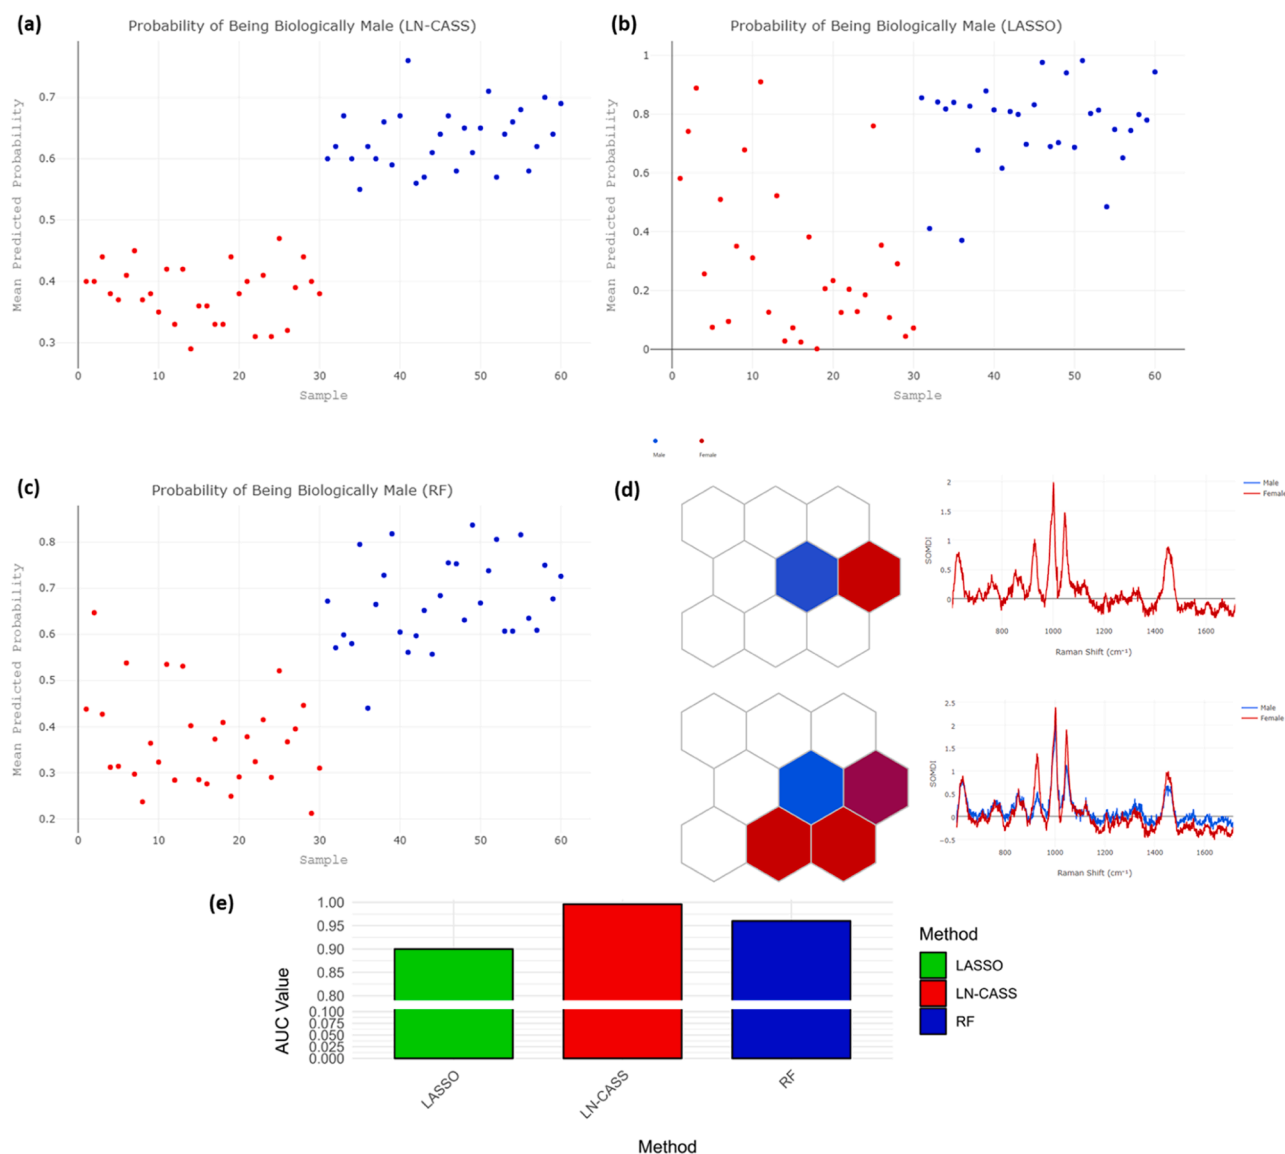 (a)
Probability of Being Biologically Male (LN-CASS)
Mean Predicted Probability
0.7
0.6
0.5
0.4
0.3
0 10 20 30 40 50 60
Sample
(b)
Probability of Being Biologically Male (LASSO)
Mean Predicted Probability
1
0.8
0.6
0.4
0.2
0
0 10 20 30 40 50 60
Sample
Male Female
(c)
Probability of Being Biologically Male (RF)
Mean Predicted Probability
0.8
0.7
0.6
0.5
0.4
0.3
0.2
0 10 20 30 40 50 60
Sample
(d)
SOMDI
2
1.5
1
0.5
0
800 1000 1200 1400 1600
Raman Shift (cm⁻¹)
Male
Female
SOMDI
2.5
2
1.5
1
0.5
0
−0.5
800 1000 1200 1400 1600
Raman Shift (cm⁻¹)
Male
Female
(e)
AUC Value
1.00
0.95
0.90
0.85
0.80
0.100
0.075
0.050
0.025
0.000
LASSO LN-CASS RF
Method
Method
LASSO
LN-CASS
RF